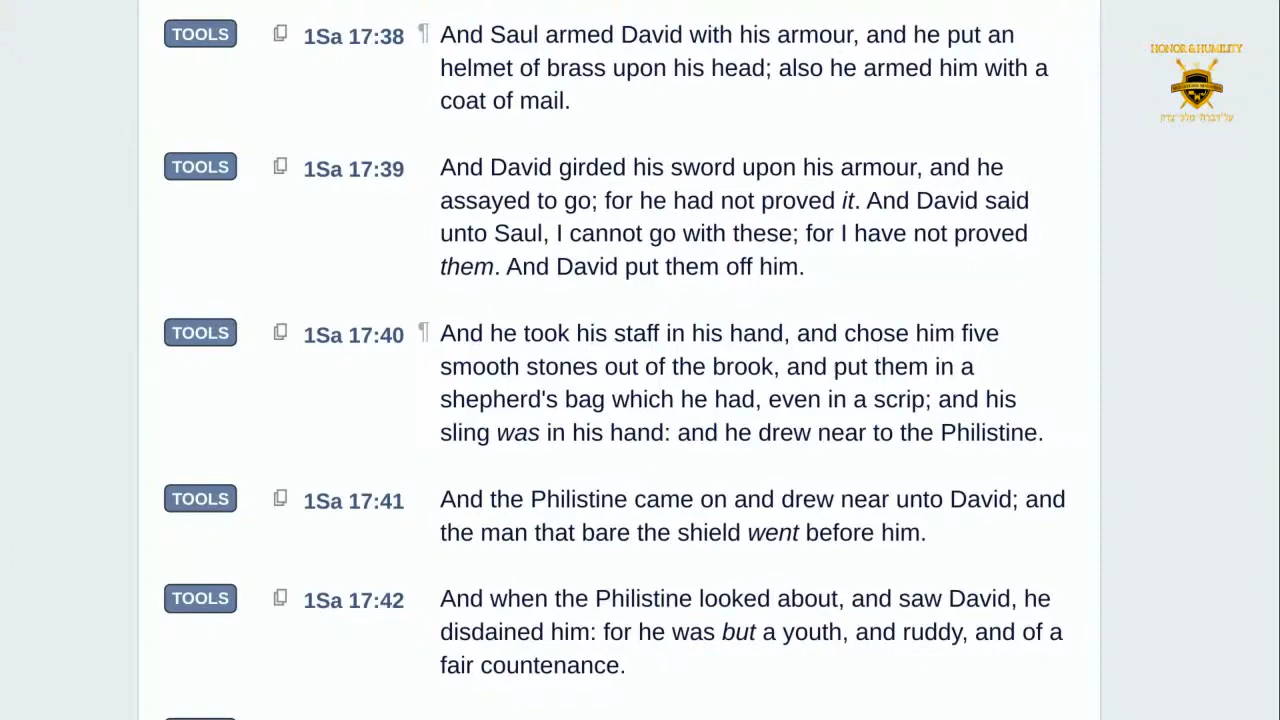 TOOLS 1Sa 17:38 ¶ And Saul armed David with his armour, and he put an
helmet of brass upon his head; also he armed him with a
coat of mail.
HONOR & HUMILITY
TOOLS 1Sa 17:39 And David girded his sword upon his armour, and he
assayed to go; for he had not proved it. And David said
unto Saul, I cannot go with these; for I have not proved
them. And David put them off him.
TOOLS 1Sa 17:40 ¶ And he took his staff in his hand, and chose him five
smooth stones out of the brook, and put them in a
shepherd's bag which he had, even in a scrip; and his
sling was in his hand: and he drew near to the Philistine.
TOOLS 1Sa 17:41 And the Philistine came on and drew near unto David; and
the man that bare the shield went before him.
TOOLS 1Sa 17:42 And when the Philistine looked about, and saw David, he
disdained him: for he was but a youth, and ruddy, and of a
fair countenance.